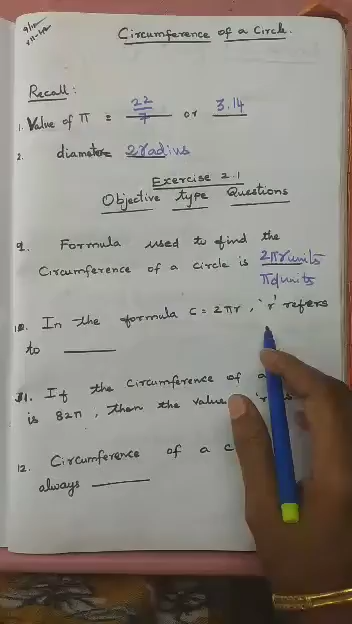 Circumference of a Circle.
Recall:
1. Value of π = 22/7 or 3.14
2. diameter = 2radius
Exercise 2.1
Objective type Questions
9. Formula used to find the
Circumference of a circle is 2πr units
πd units
10. In the formula C = 2πr, 'r' refers
to ______
11. If the circumference of a
is 82π, then the value 'r' is
12. Circumference of a c
always ______